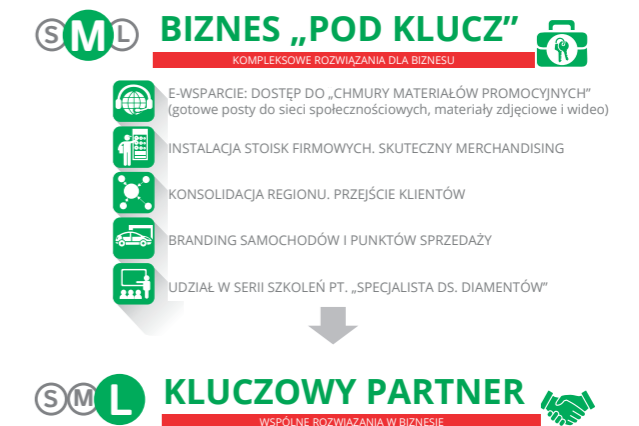 SML BIZNES „POD KLUCZ”
KOMPLEKSOWE ROZWIĄZANIA DLA BIZNESU
E-WSPARCIE: DOSTĘP DO „CHMURY MATERIAŁÓW PROMOCYJNYCH”
(gotowe posty do sieci społecznościowych, materiały zdjęciowe i wideo)
INSTALACJA STOISK FIRMOWYCH. SKUTECZNY MERCHANDISING
KONSOLIDACJA REGIONU. PRZEJŚCIE KLIENTÓW
BRANDING SAMOCHODÓW I PUNKTÓW SPRZEDAŻY
UDZIAŁ W SERII SZKOLEŃ PT. „SPECJALISTA DS. DIAMENTÓW”
SML KLUCZOWY PARTNER
WSPÓLNE ROZWIĄZANIA W BIZNESIE